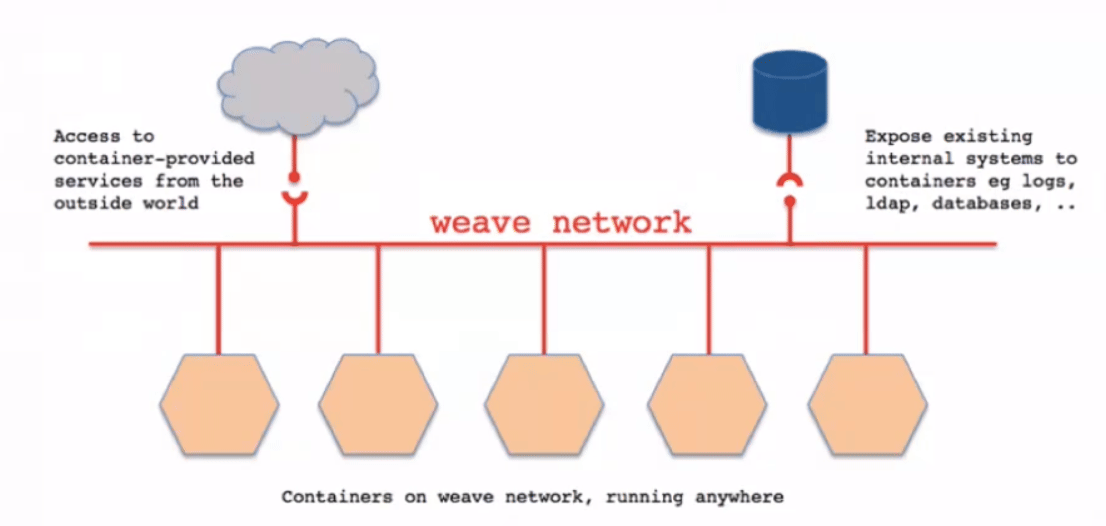 Access to
container-provided
services from the
outside world
Expose existing
internal systems to
containers eg logs,
ldap, databases, ..
weave network
Containers on weave network, running anywhere